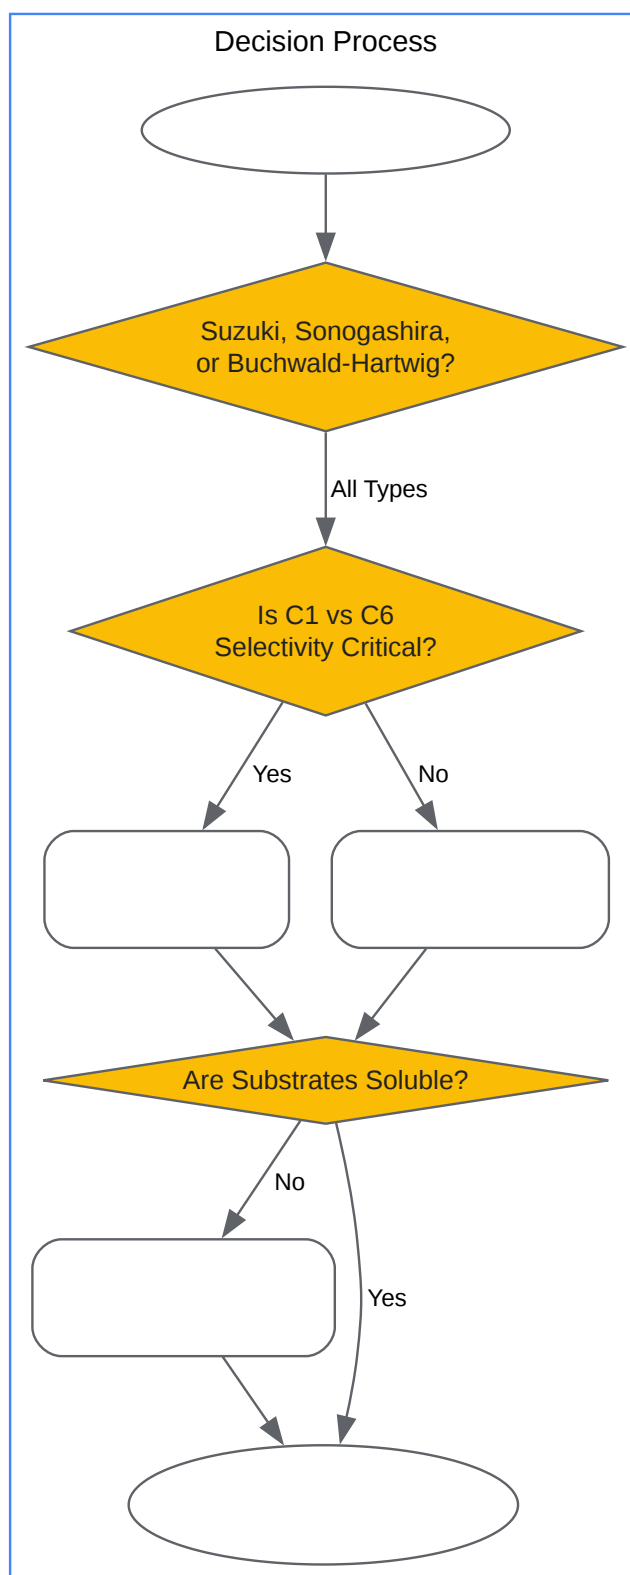 Decision Process
Suzuki, Sonogashira,
or Buchwald-Hartwig?
All Types
Is C1 vs C6
Selectivity Critical?
Yes
No
Are Substrates Soluble?
No
Yes